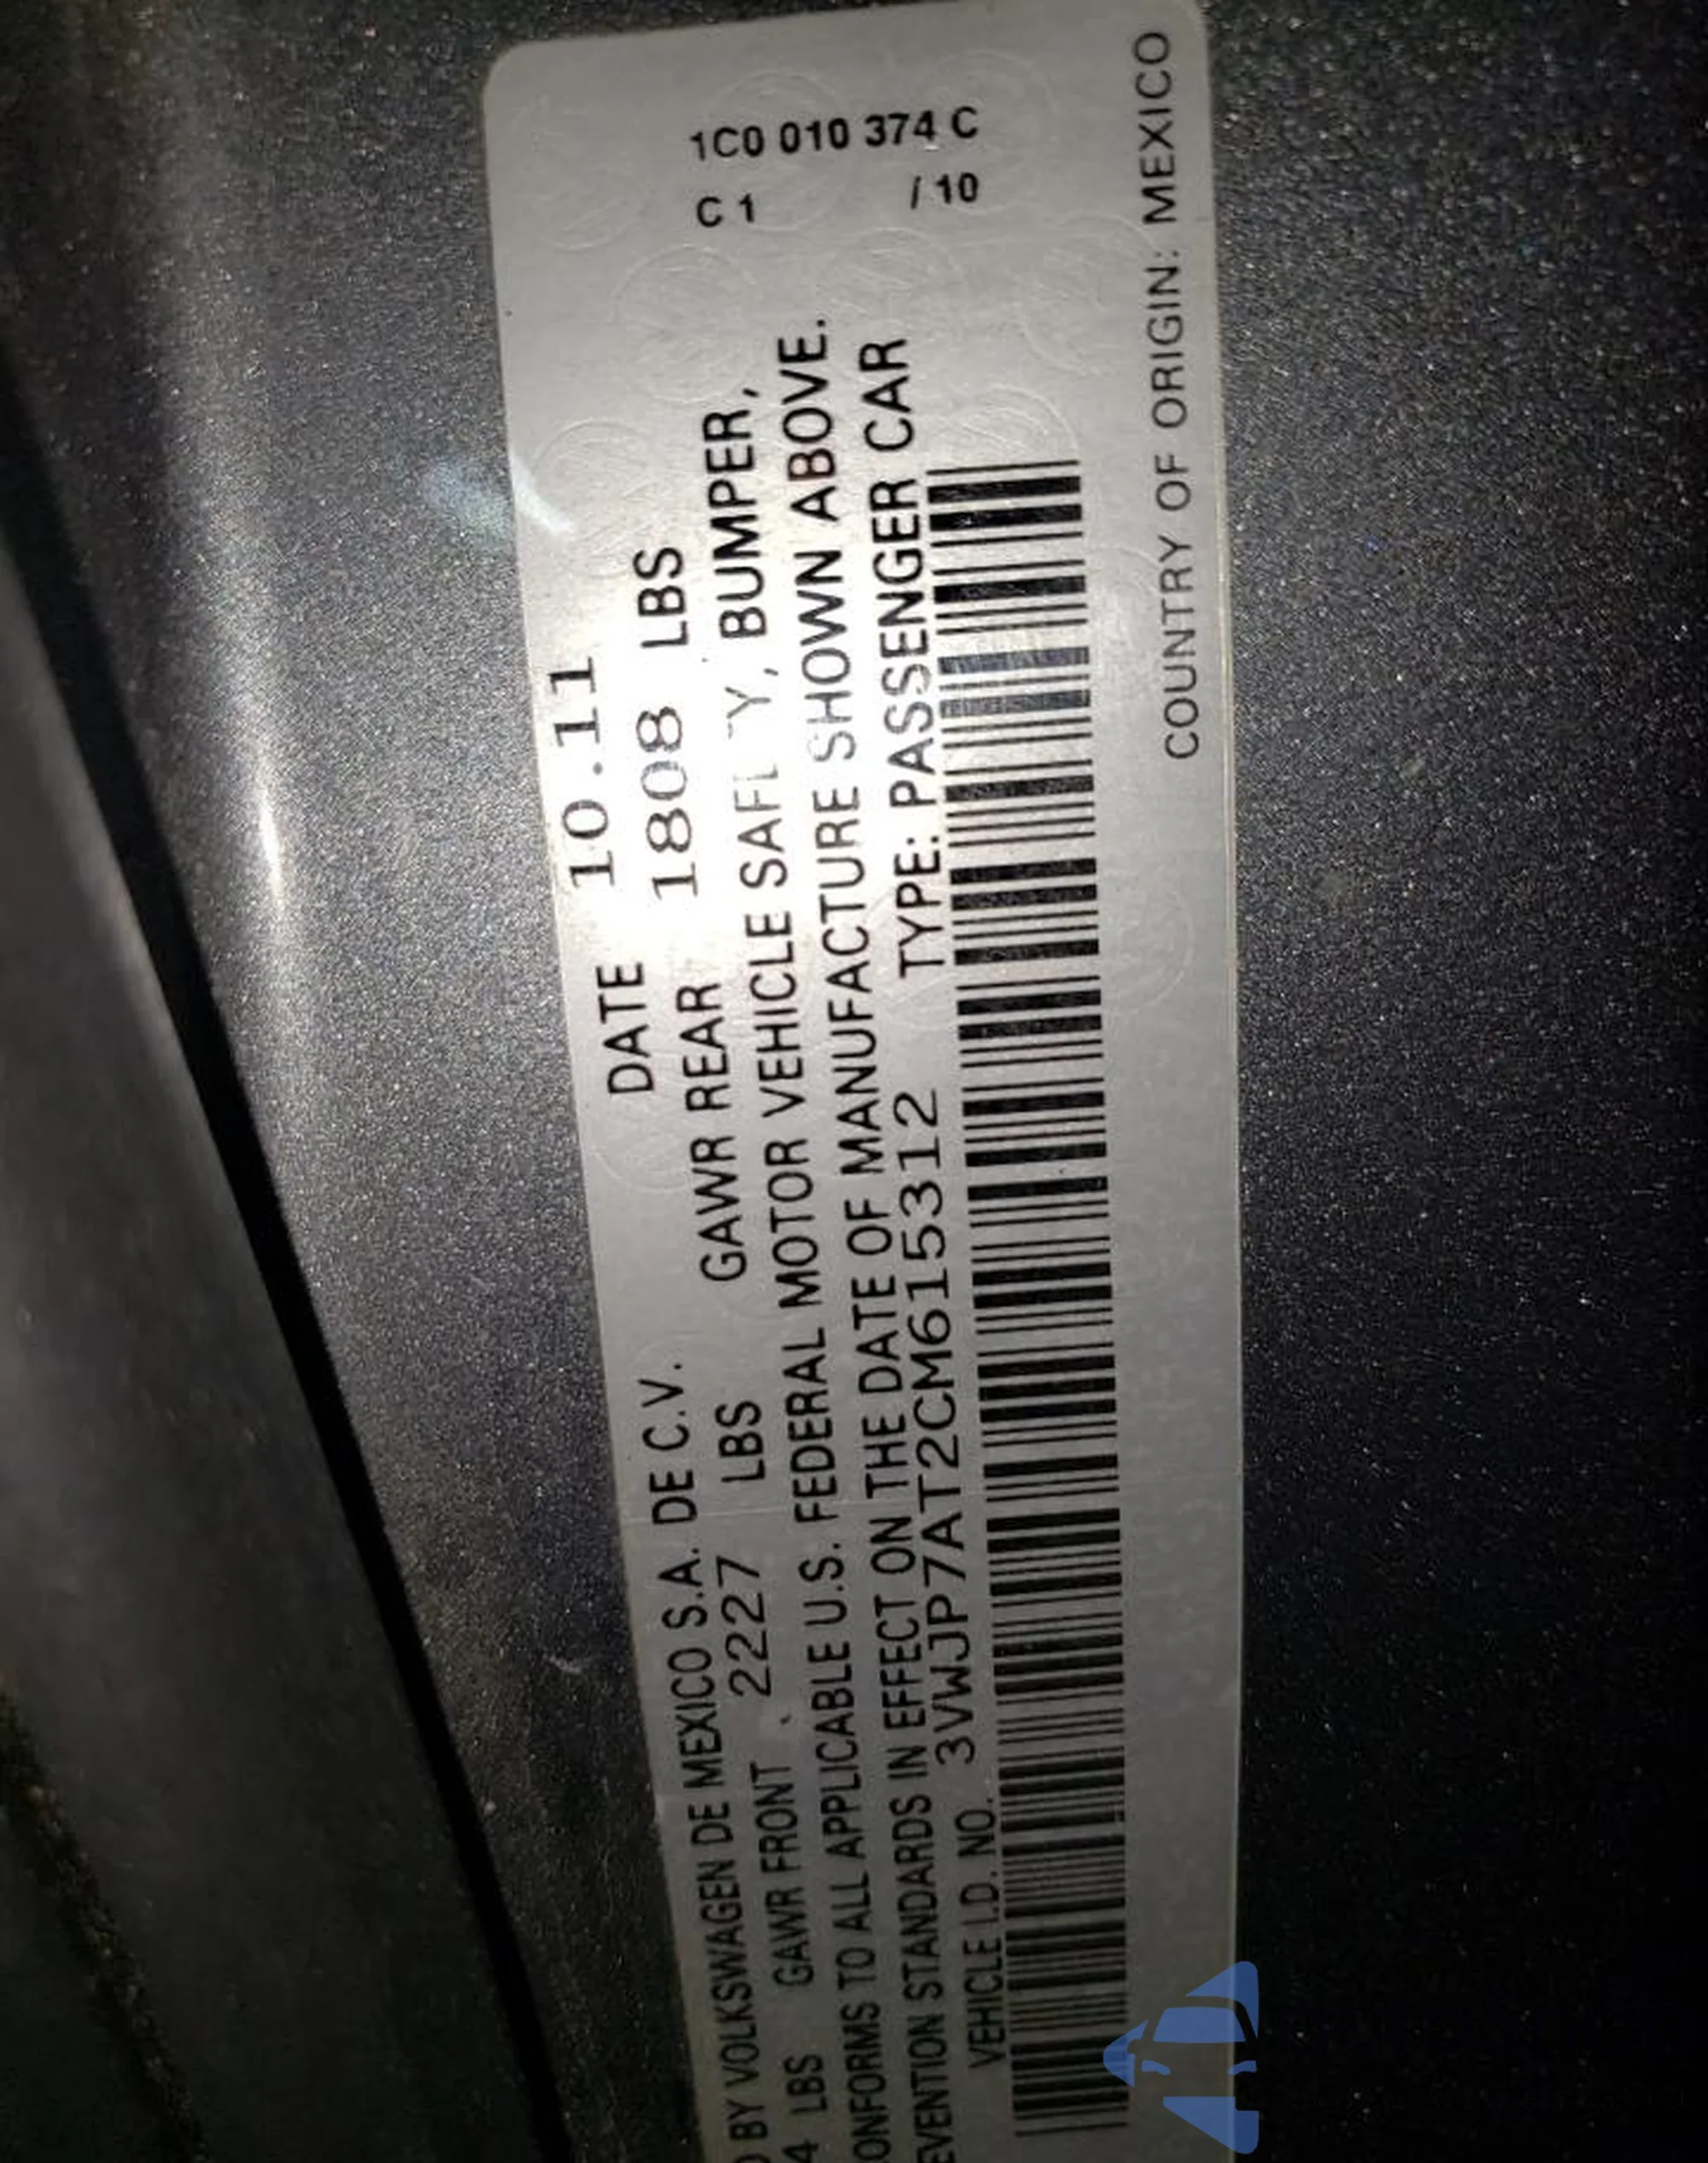 D BY VOLKSWAGEN DE MEXICO S.A. DE C.V. DATE 10.11
4 LBS GAWR FRONT 2227 LBS GAWR REAR 1808 LBS
ONFORMS TO ALL APPLICABLE U.S. FEDERAL MOTOR VEHICLE SAFETY, BUMPER,
EVENTION STANDARDS IN EFFECT ON THE DATE OF MANUFACTURE SHOWN ABOVE.
VEHICLE I.D. NO. 3VWJP7AT2CM615312 TYPE: PASSENGER CAR
COUNTRY OF ORIGIN: MEXICO
1C0 010 374 C
C 1 / 10